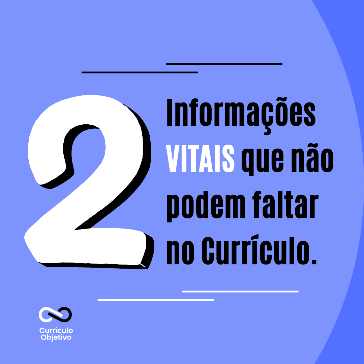 2
Informações
VITAIS que não
podem faltar
no Currículo.
Currículo
Objetivo